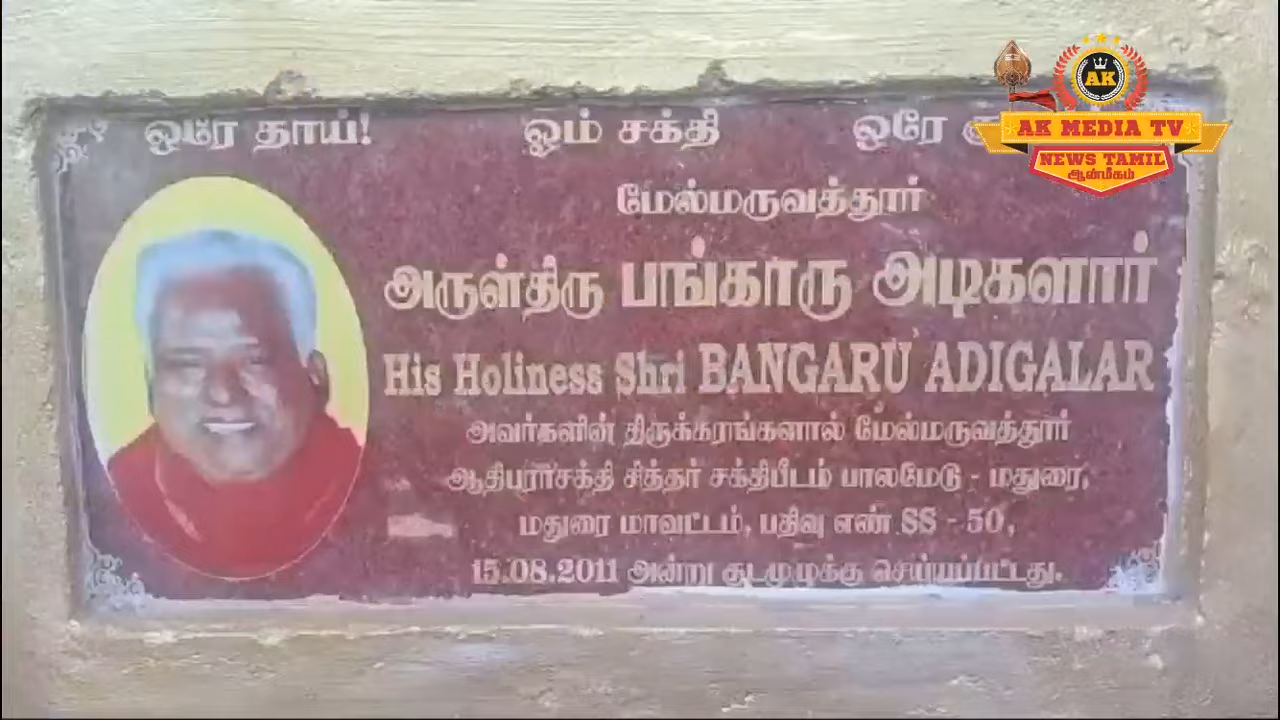 ஒரே தாய்! ஓம் சக்தி ஒரே
AK
AK MEDIA TV
NEWS TAMIL
ஆன்மீகம்
மேல்மருவத்தூர்
அருள்திரு பங்காரு அடிகளார்
His Holiness Shri BANGARU ADIGALAR
அவர்களின் திருக்கரங்களால் மேல்மருவத்தூர்
ஆதிபராசக்தி சித்தர் சக்திபீடம் பாலமேடு - மதுரை,
மதுரை மாவட்டம், பதிவு எண் SS - 50,
15.08.2011 அன்று குடமுழுக்கு செய்யப்பட்டது.